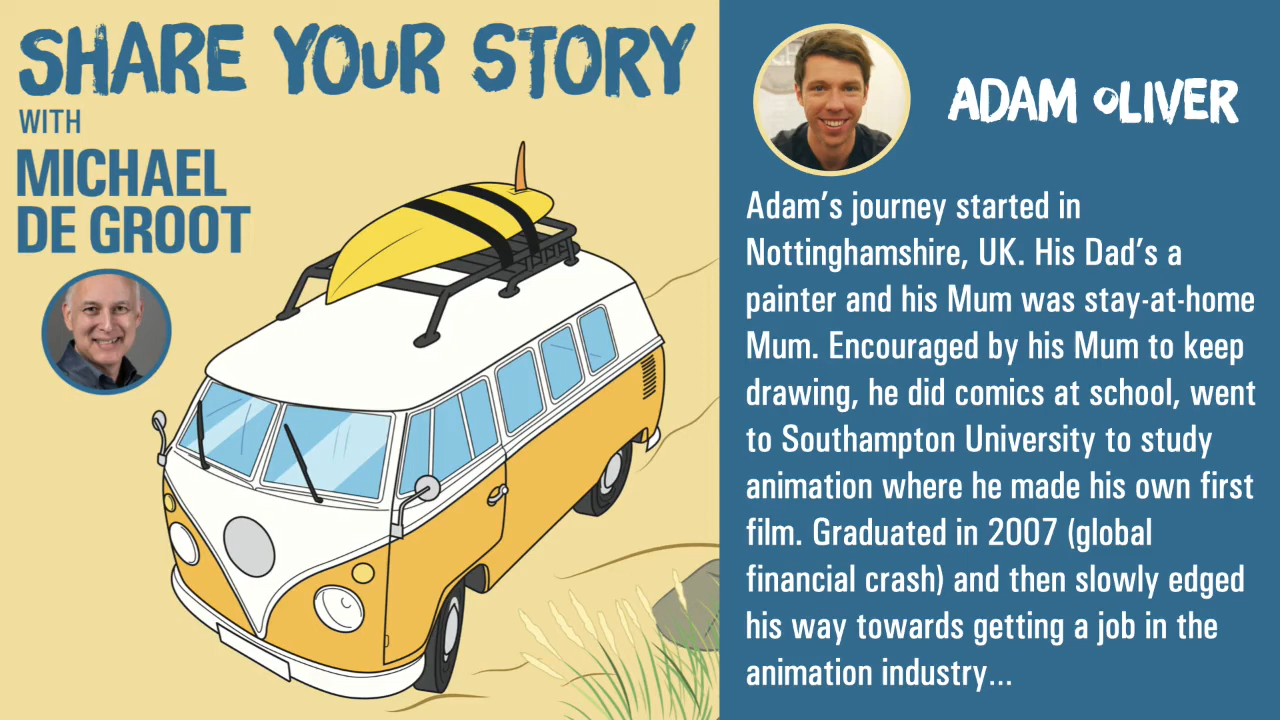 SHARE YOUR STORY
WITH
MICHAEL
DE GROOT
ADAM OLIVER
Adam’s journey started in
Nottinghamshire, UK. His Dad’s a
painter and his Mum was stay-at-home
Mum. Encouraged by his Mum to keep
drawing, he did comics at school, went
to Southampton University to study
animation where he made his own first
film. Graduated in 2007 (global
financial crash) and then slowly edged
his way towards getting a job in the
animation industry...